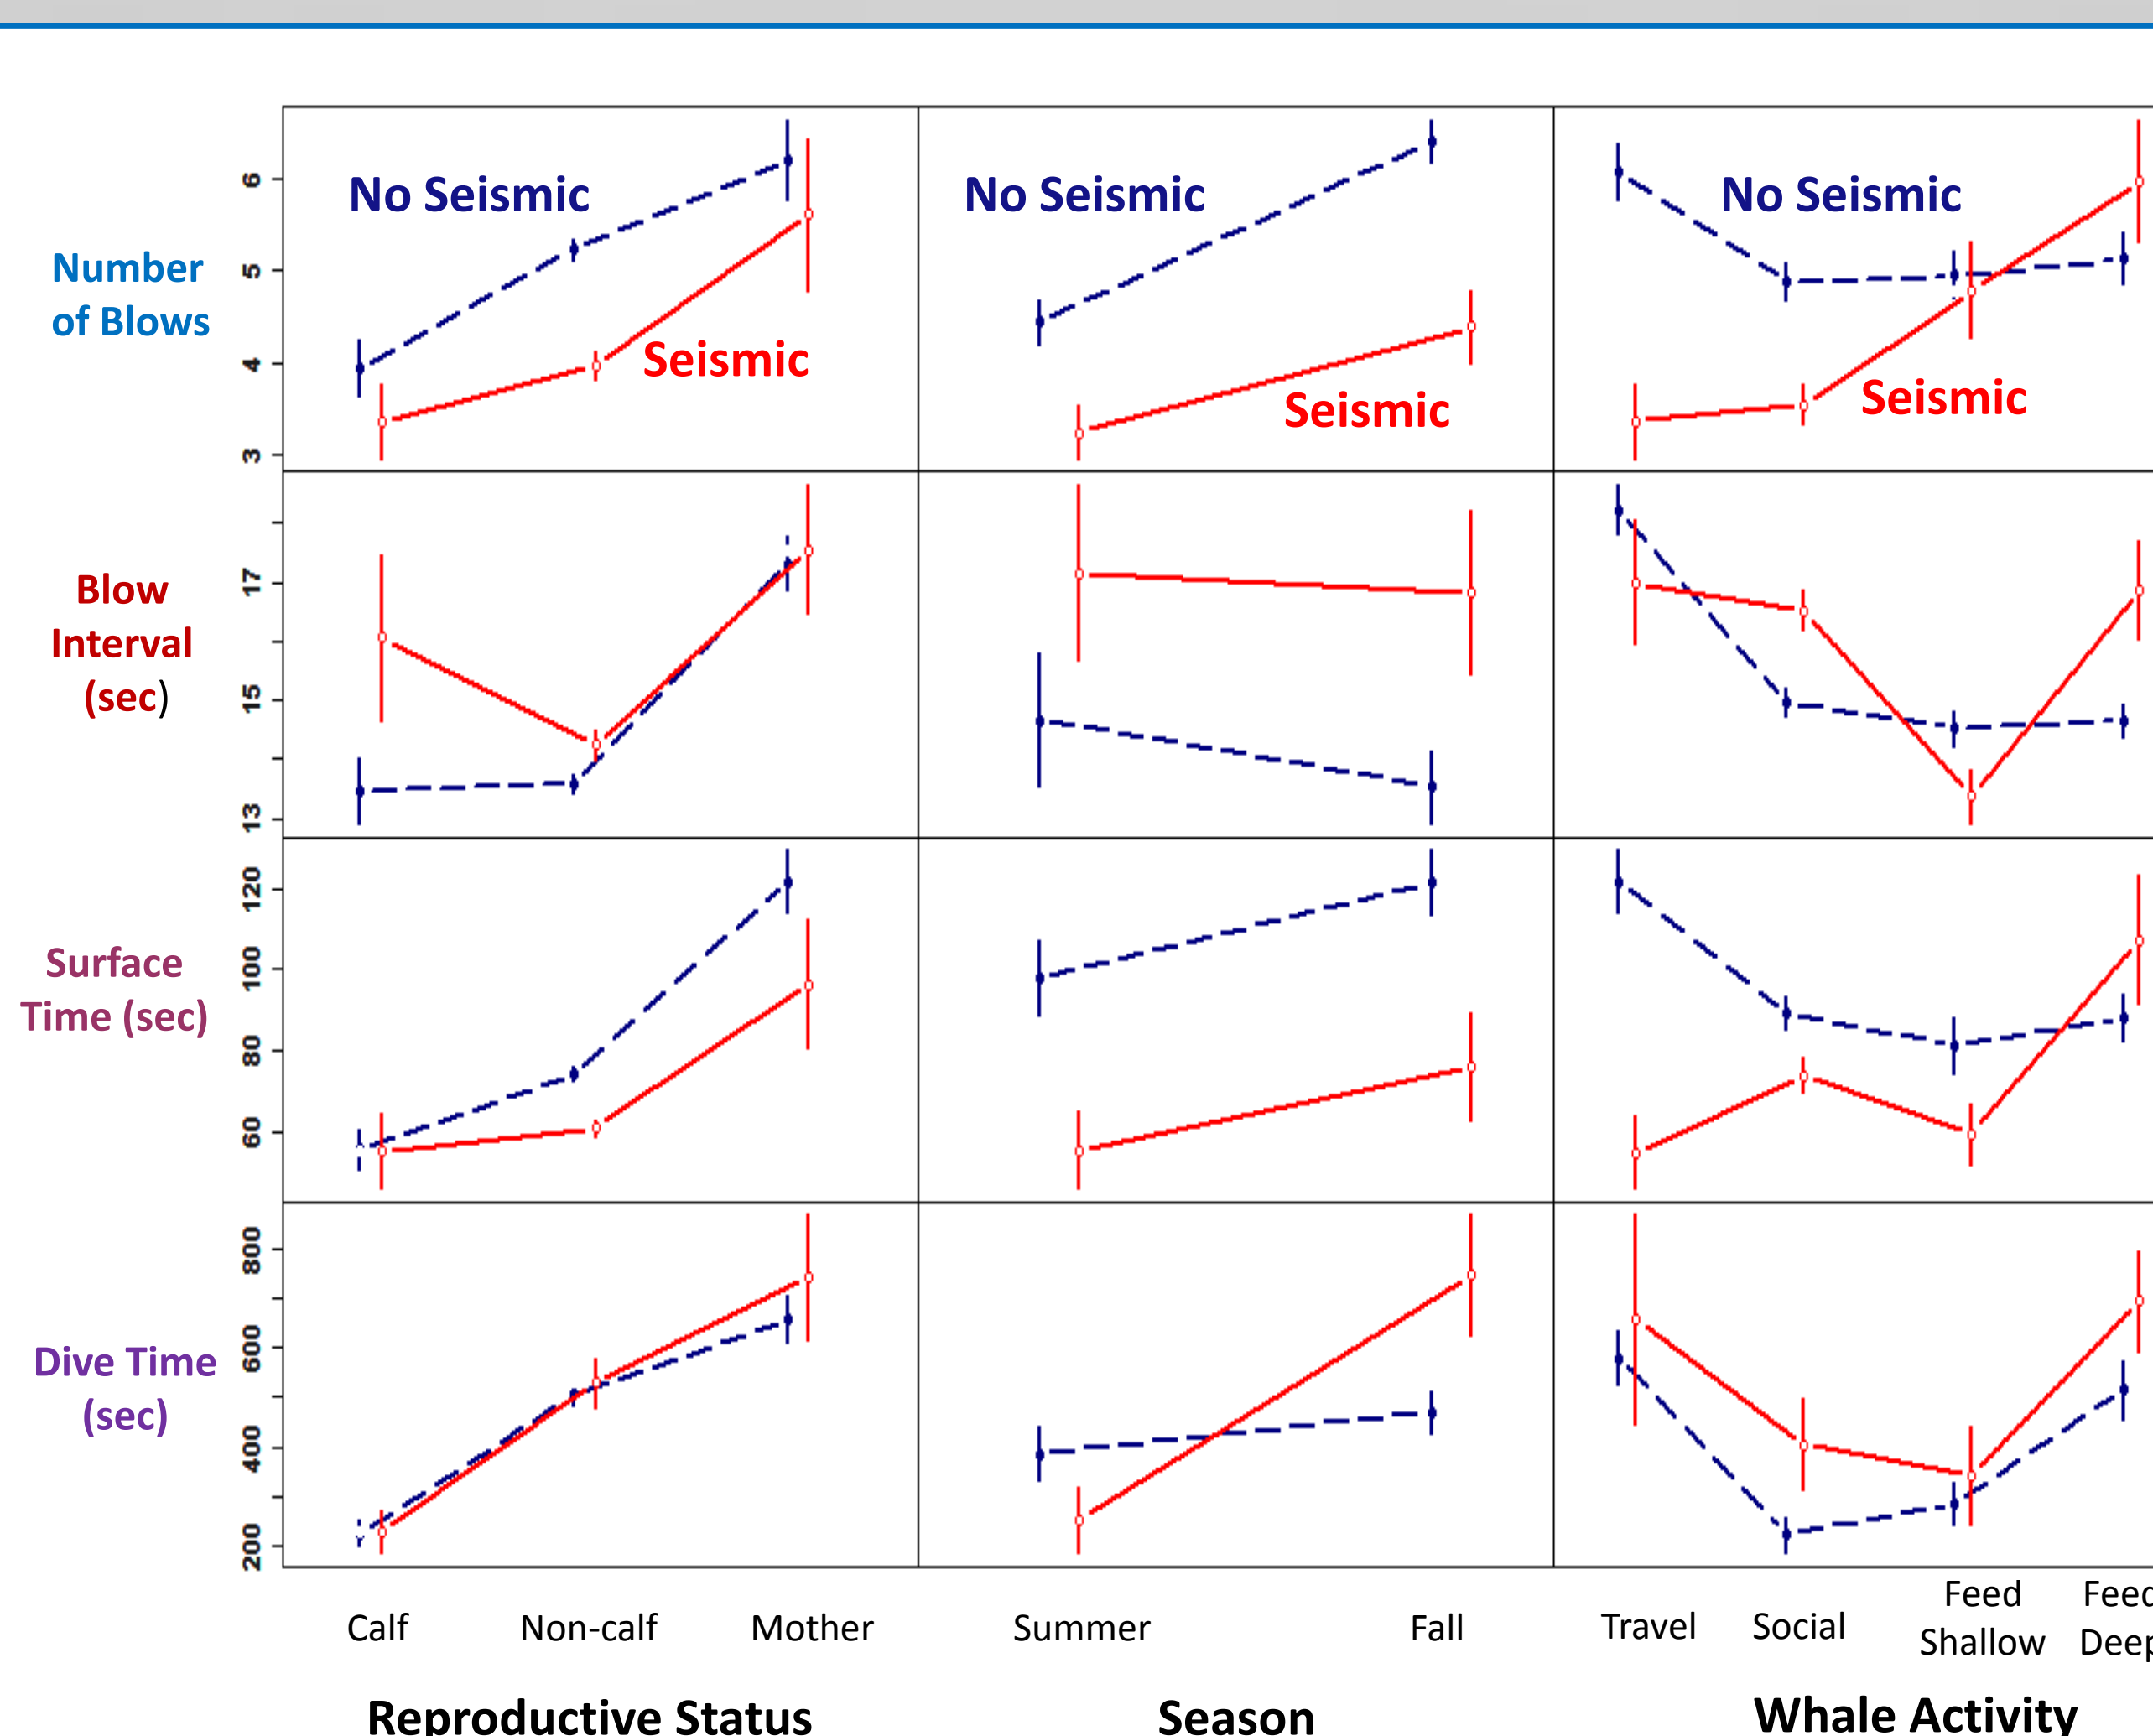 No Seismic
No Seismic
No Seismic
Seismic
Seismic
Seismic
Number
of Blows
6
5
4
3
Blow
Interval
(sec)
17
15
13
Surface
Time (sec)
120
100
80
60
Dive Time
(sec)
800
600
400
200
Calf Non-calf Mother
Summer Fall
Travel Social
Feed
Shallow
Feed
Deep
Reproductive Status
Season
Whale Activity